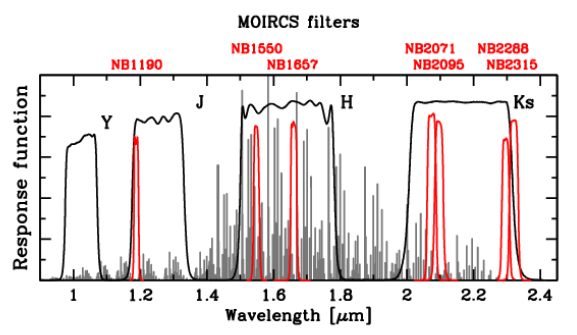 MOIRCS filters
NB1550 NB2071 NB2288
NB1190 NB1657 NB2095 NB2315
Y J H Ks
Response function
1 1.2 1.4 1.6 1.8 2 2.2 2.4
Wavelength [μm]